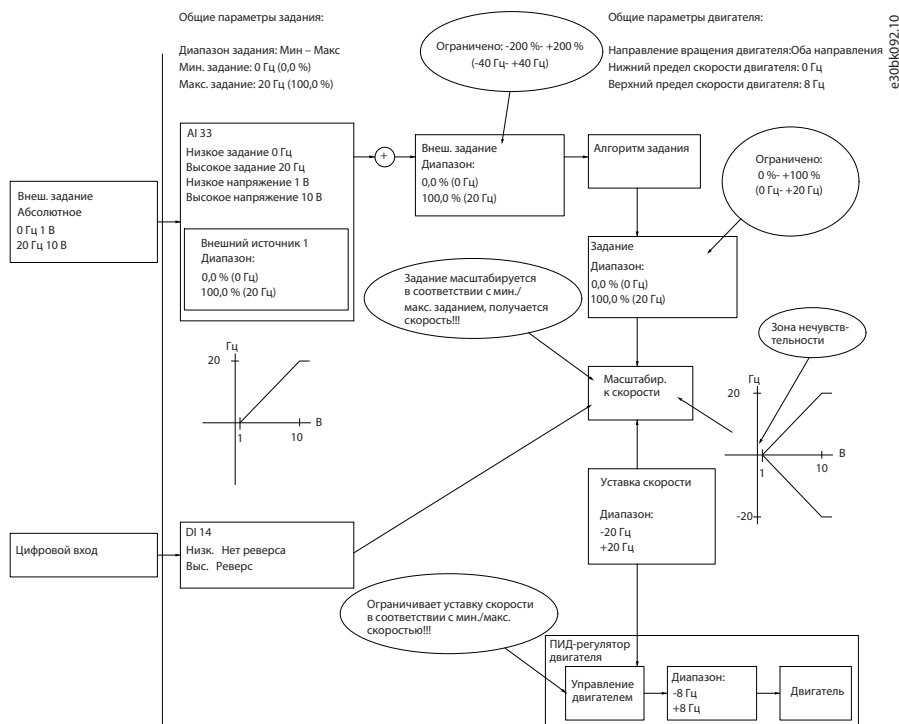 Общие параметры задания:
Диапазон задания: Мин – Макс
Мин. задание: 0 Гц (0,0 %)
Макс. задание: 20 Гц (100,0 %)
Ограничено: -200 %- +200 %
(-40 Гц- +40 Гц)
Общие параметры двигателя:
Направление вращения двигателя:Оба направления
Нижний предел скорости двигателя: 0 Гц
Верхний предел скорости двигателя: 8 Гц
e30bk092.10
Внеш. задание
Абсолютное
0 Гц 1 В
20 Гц 10 В
AI 33
Низкое задание 0 Гц
Высокое задание 20 Гц
Низкое напряжение 1 В
Высокое напряжение 10 В
Внешний источник 1
Диапазон:
0,0 % (0 Гц)
100,0 % (20 Гц)
+
Внеш. задание
Диапазон:
0,0 % (0 Гц)
100,0 % (20 Гц)
Алгоритм задания
Ограничено:
0 %- +100 %
(0 Гц- +20 Гц)
Задание
Диапазон:
0,0 % (0 Гц)
100,0 % (20 Гц)
Задание масштабируется
в соответствии с мин./
макс. заданием, получается
скорость!!!
Зона нечувств-
тельности
Гц
20
1
10
В
Масштабир.
к скорости
Гц
20
1
10
В
-20
Уставка скорости
Диапазон:
-20 Гц
+20 Гц
Цифровой вход
DI 14
Низк. Нет реверса
Выс. Реверс
Ограничивает уставку скорости
в соответствии с мин./макс.
скоростью!!!
ПИД-регулятор
двигателя
Управление
двигателем
Диапазон:
-8 Гц
+8 Гц
Двигатель